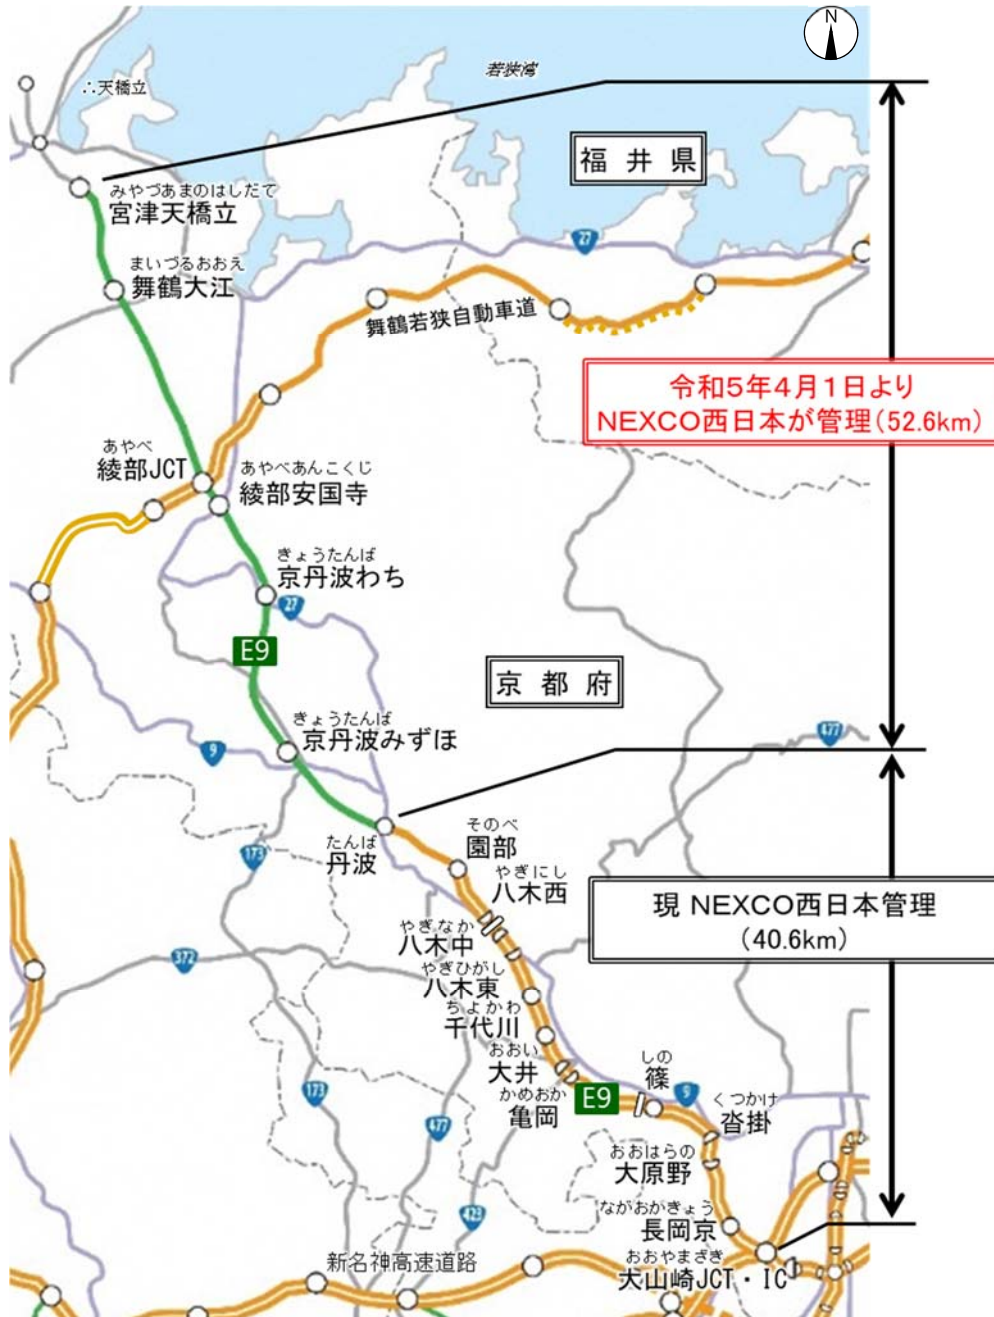 N
若狭湾
∴天橋立
福井県
みやづあまのはしだて
宮津天橋立
27
まいづるおおえ
舞鶴大江
舞鶴若狭自動車道
令和5年4月1日より
NEXCO西日本が管理(52.6km)
あやべ
綾部JCT
あやべあんこくじ
綾部安国寺
きょうたんば
京丹波わち
27
E9
京都府
きょうたんば
京丹波みずほ
9
477
たんば
丹波
173
そのべ
園部
やぎにし
八木西
現 NEXCO西日本管理
(40.6km)
やぎなか
八木中
372
やぎひがし
八木東
ちよかわ
千代川
おおい
大井
かめおか
亀岡
E9
しの
篠
9
くつかけ
沓掛
173
477
おおはらの
大原野
423
ながおかきょう
長岡京
おおやまざき
大山崎JCT・IC
新名神高速道路